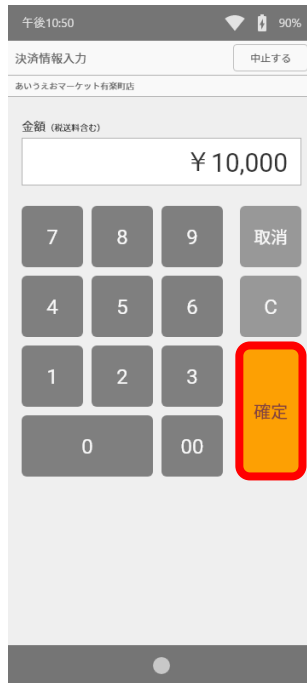 午後10:50 90%
決済情報入力 中止する
あいうえおマーケット有楽町店
金額（税送料含む）
￥10,000
7 8 9 取消
4 5 6 C
1 2 3
確定
0 00